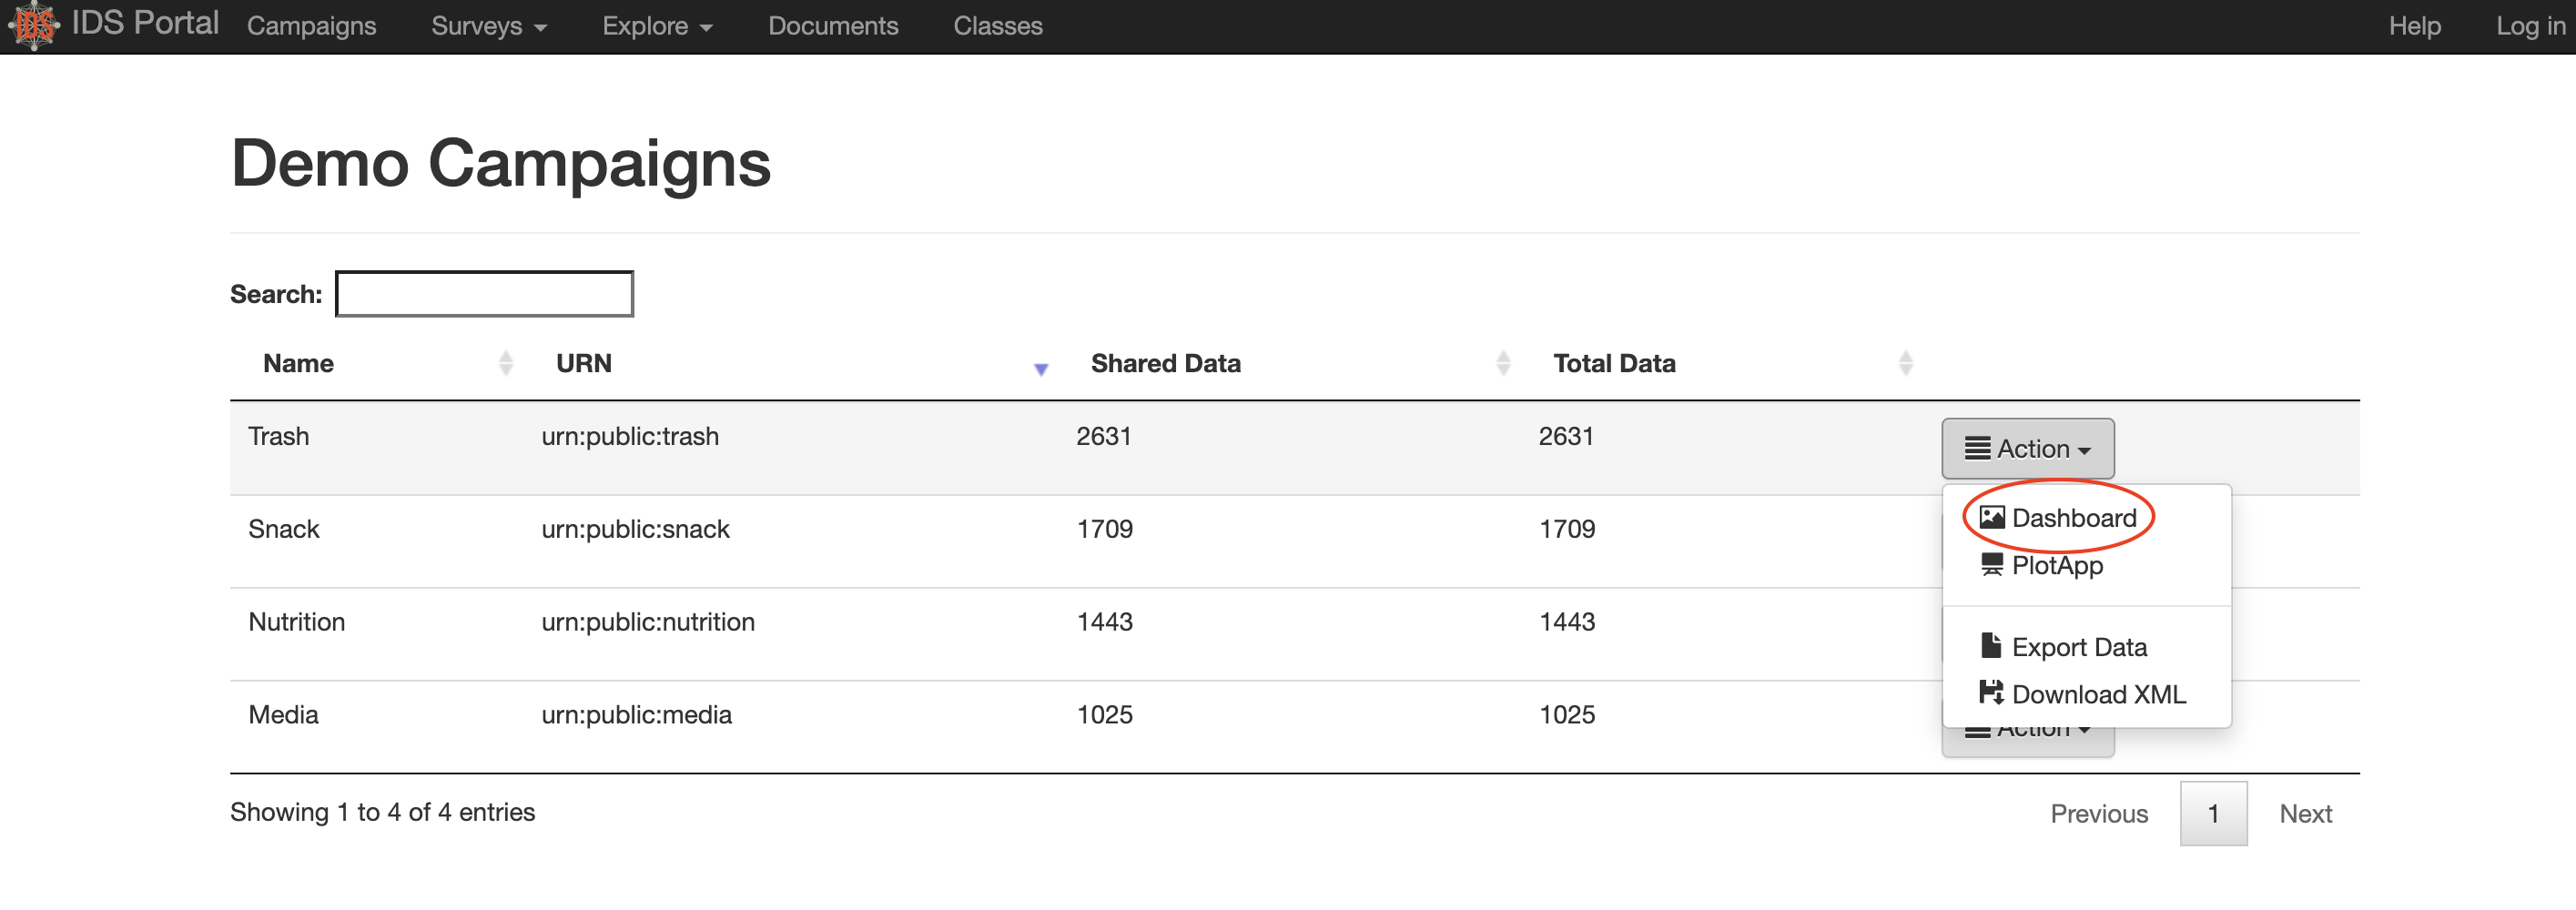 IDS IDS Portal Campaigns Surveys Explore Documents Classes Help Log in
Demo Campaigns
Search:
Name URN Shared Data Total Data
Trash urn:public:trash 2631 2631 Action
Dashboard
Snack urn:public:snack 1709 1709
PlotApp
Nutrition urn:public:nutrition 1443 1443
Export Data
Download XML
Media urn:public:media 1025 1025
Action
Showing 1 to 4 of 4 entries Previous 1 Next